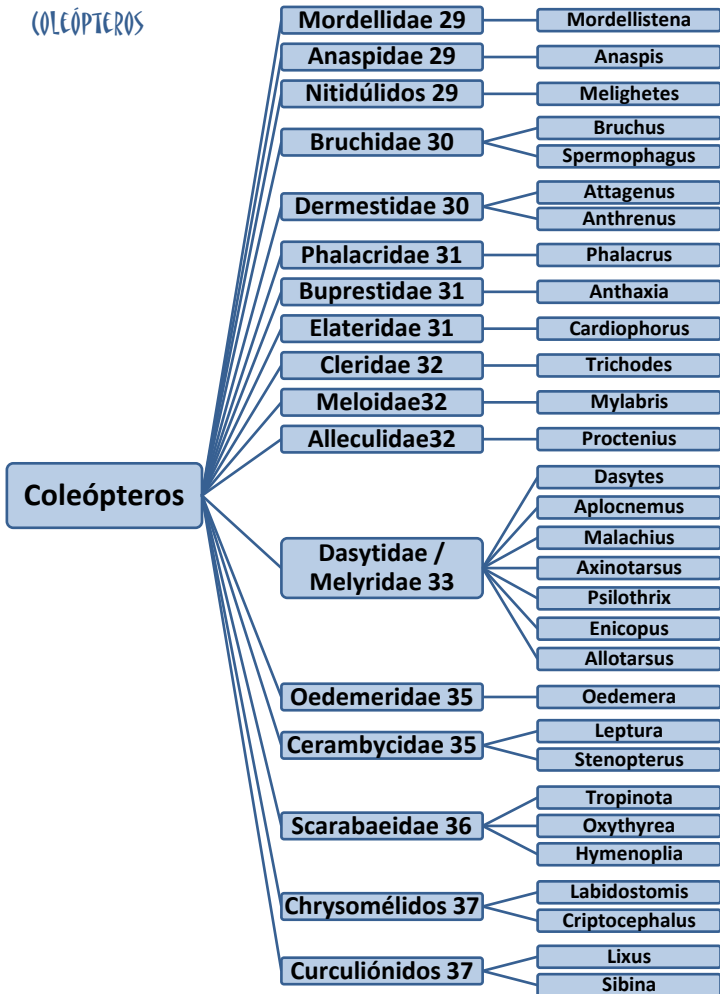 COLEÓPTEROS
Mordellidae 29
Mordellistena
Anaspidae 29
Anaspis
Nitidúlidos 29
Melighetes
Bruchidae 30
Bruchus
Spermophagus
Dermestidae 30
Attagenus
Anthrenus
Phalacridae 31
Phalacrus
Buprestidae 31
Anthaxia
Elateridae 31
Cardiophorus
Cleridae 32
Trichodes
Meloidae32
Mylabris
Alleculidae32
Proctenius
Coleópteros
Dasytidae /
Melyridae 33
Dasytes
Aplocnemus
Malachius
Axinotarsus
Psilothrix
Enicopus
Allotarsus
Oedemeridae 35
Oedemera
Cerambycidae 35
Leptura
Stenopterus
Scarabaeidae 36
Tropinota
Oxythyrea
Hymenoplia
Chrysomélidos 37
Labidostomis
Criptocephalus
Curculiónidos 37
Lixus
Sibina